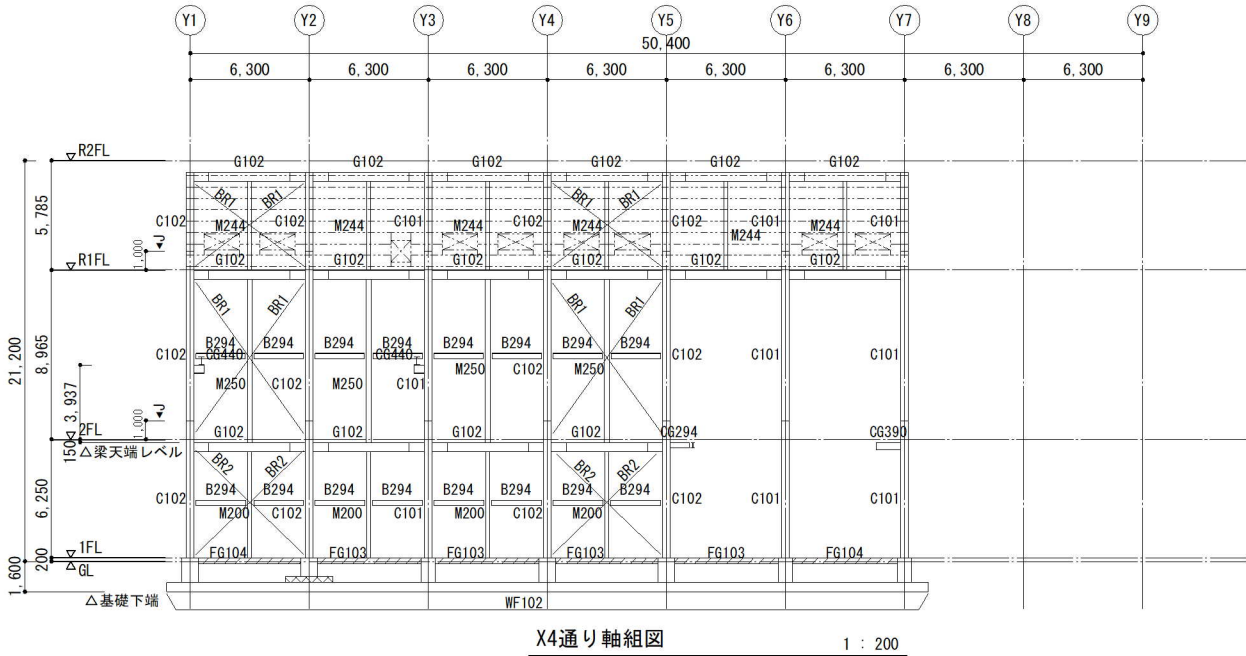 Y1 Y2 Y3 Y4 Y5 Y6 Y7 Y8 Y9
50,400
6,300 6,300 6,300 6,300 6,300 6,300 6,300 6,300
▽R2FL
G102 G102 G102 G102 G102 G102
5,785
BR1 BR1 BR1 BR1
C102 M244 C102 M244 C101 M244 C102 M244 C102 M244 C101 M244 C101
1,000 J
▽R1FL
G102 G102 G102 G102 G102 G102
21,200
8,965
BR1 BR1 BR1 BR1
B294 B294 B294 B294 B294 B294 B294 B294
C102 CG440 CG440 C102 C101 C101
M250 C102 M250 C101 M250 C102 M250
3,937
1,000 J
▽2FL
G102 G102 G102 G102 CG294 CG390
150
△梁天端レベル
BR2 BR2 BR2 BR2
6,250
B294 B294 B294 B294 B294 B294 B294 B294
C102 M200 C102 M200 C101 M200 C102 M200 C102 C101 C101
▽1FL
FG104 FG103 FG103 FG103 FG103 FG104
200
▽GL
1,600
△基礎下端
WF102
X4通り軸組図 1 : 200